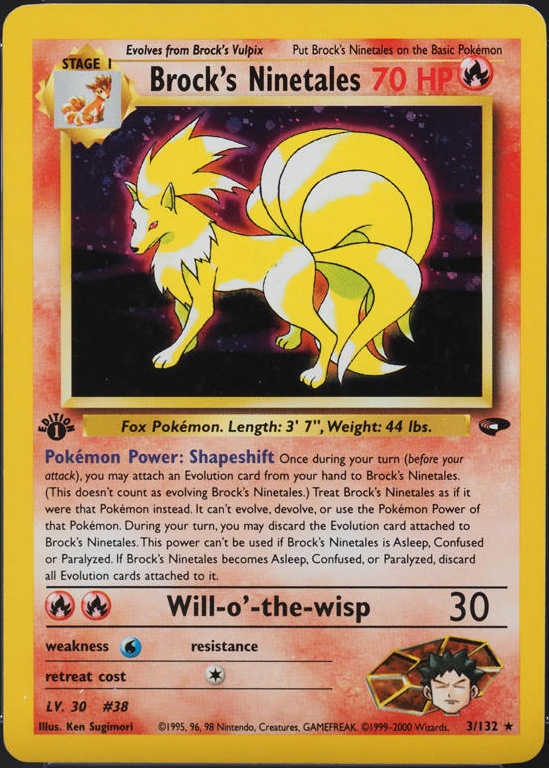 Evolves from Brock's Vulpix
Put Brock's Ninetales on the Basic Pokémon
STAGE 1
Brock's Ninetales 70 HP
EDITION
1
Fox Pokémon. Length: 3' 7", Weight: 44 lbs.
Pokémon Power: Shapeshift Once during your turn (before your
attack), you may attach an Evolution card from your hand to Brock's Ninetales.
(This doesn't count as evolving Brock's Ninetales.) Treat Brock's Ninetales as if it
were that Pokémon instead. It can't evolve, devolve, or use the Pokémon Power of
that Pokémon. During your turn, you may discard the Evolution card attached to
Brock's Ninetales. This power can't be used if Brock's Ninetales is Asleep, Confused
or Paralyzed. If Brock's Ninetales becomes Asleep, Confused, or Paralyzed, discard
all Evolution cards attached to it.
Will-o'-the-wisp 30
weakness resistance
retreat cost
LV. 30 #38
Illus. Ken Sugimori ©1995, 96, 98 Nintendo, Creatures, GAMEFREAK. ©1999-2000 Wizards. 3/132 ★